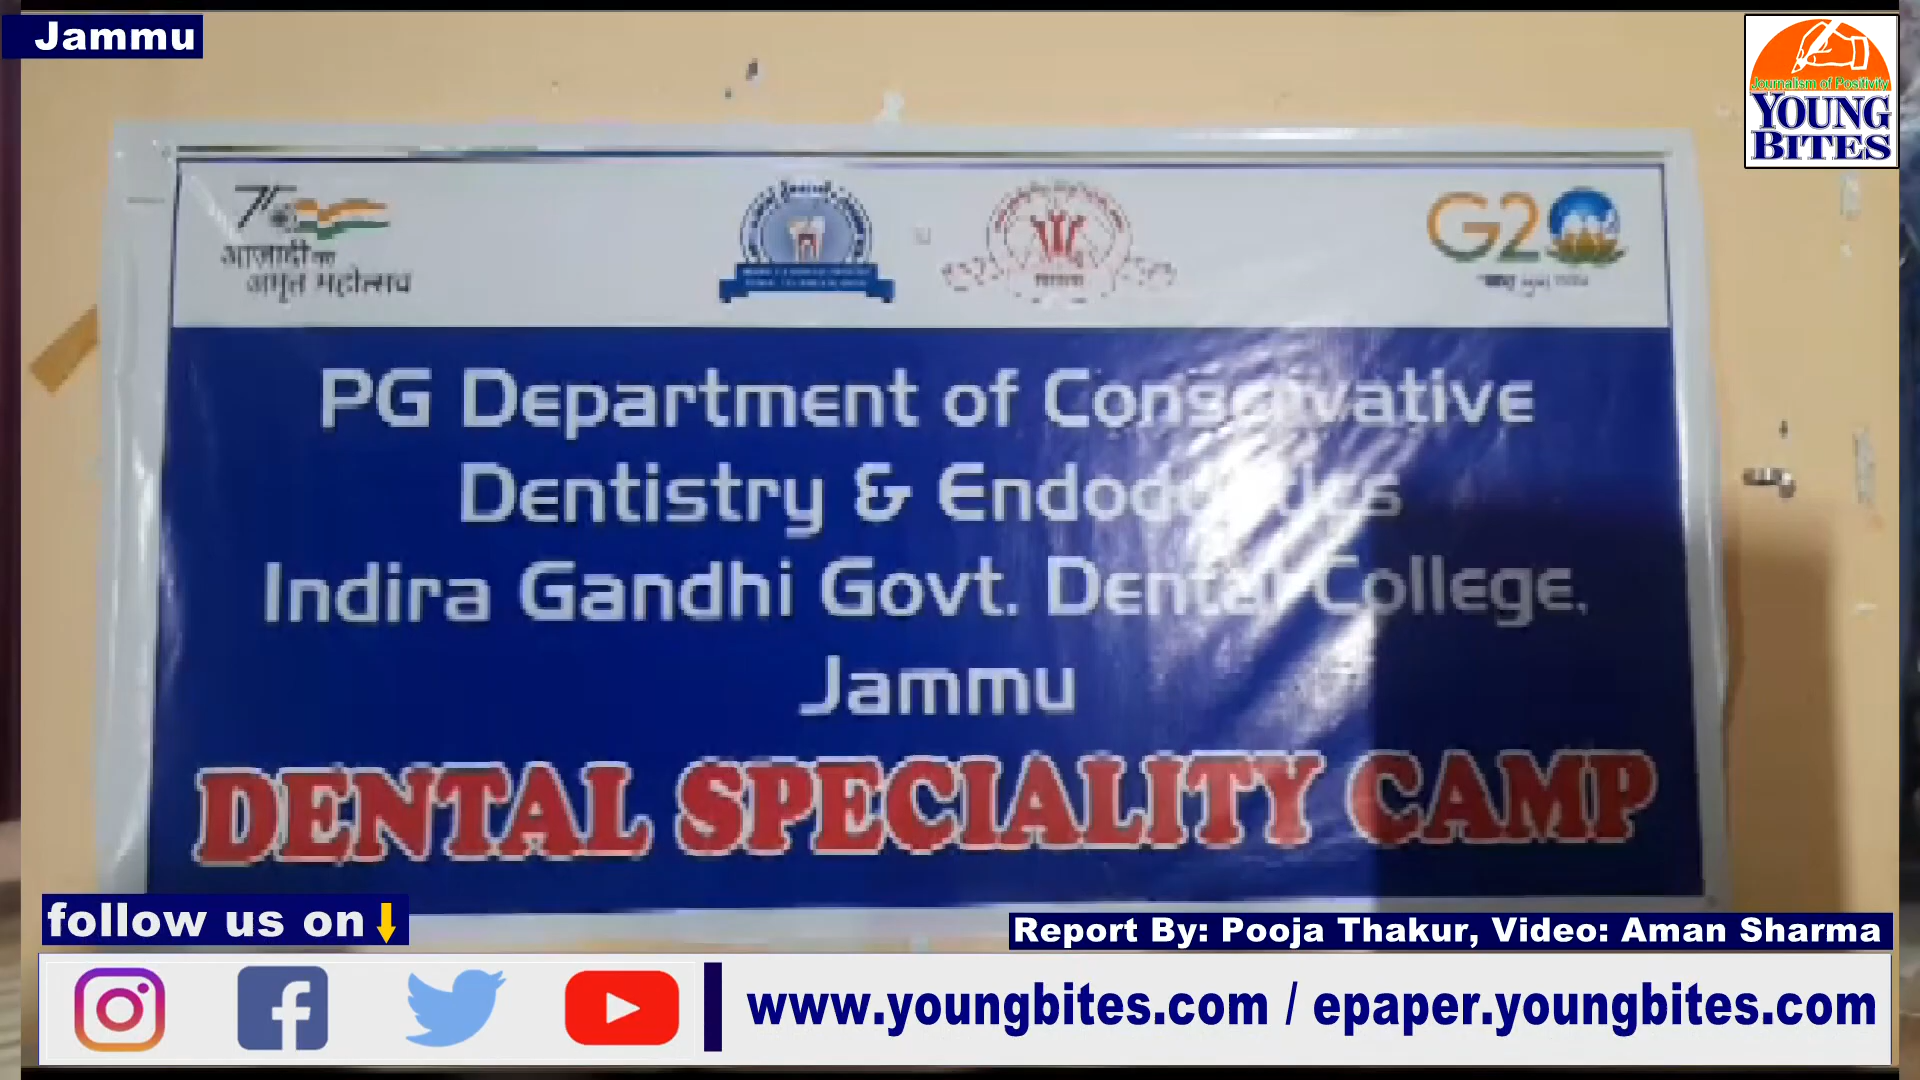 Jammu
Journalism of Positivity
YOUNG
BITES
75
आज़ादी का
अमृत महोत्सव
G20
PG Department of Conservative
Dentistry & Endodontics
Indira Gandhi Govt. Dental College,
Jammu
DENTAL SPECIALITY CAMP
follow us on
Report By: Pooja Thakur, Video: Aman Sharma
www.youngbites.com / epaper.youngbites.com